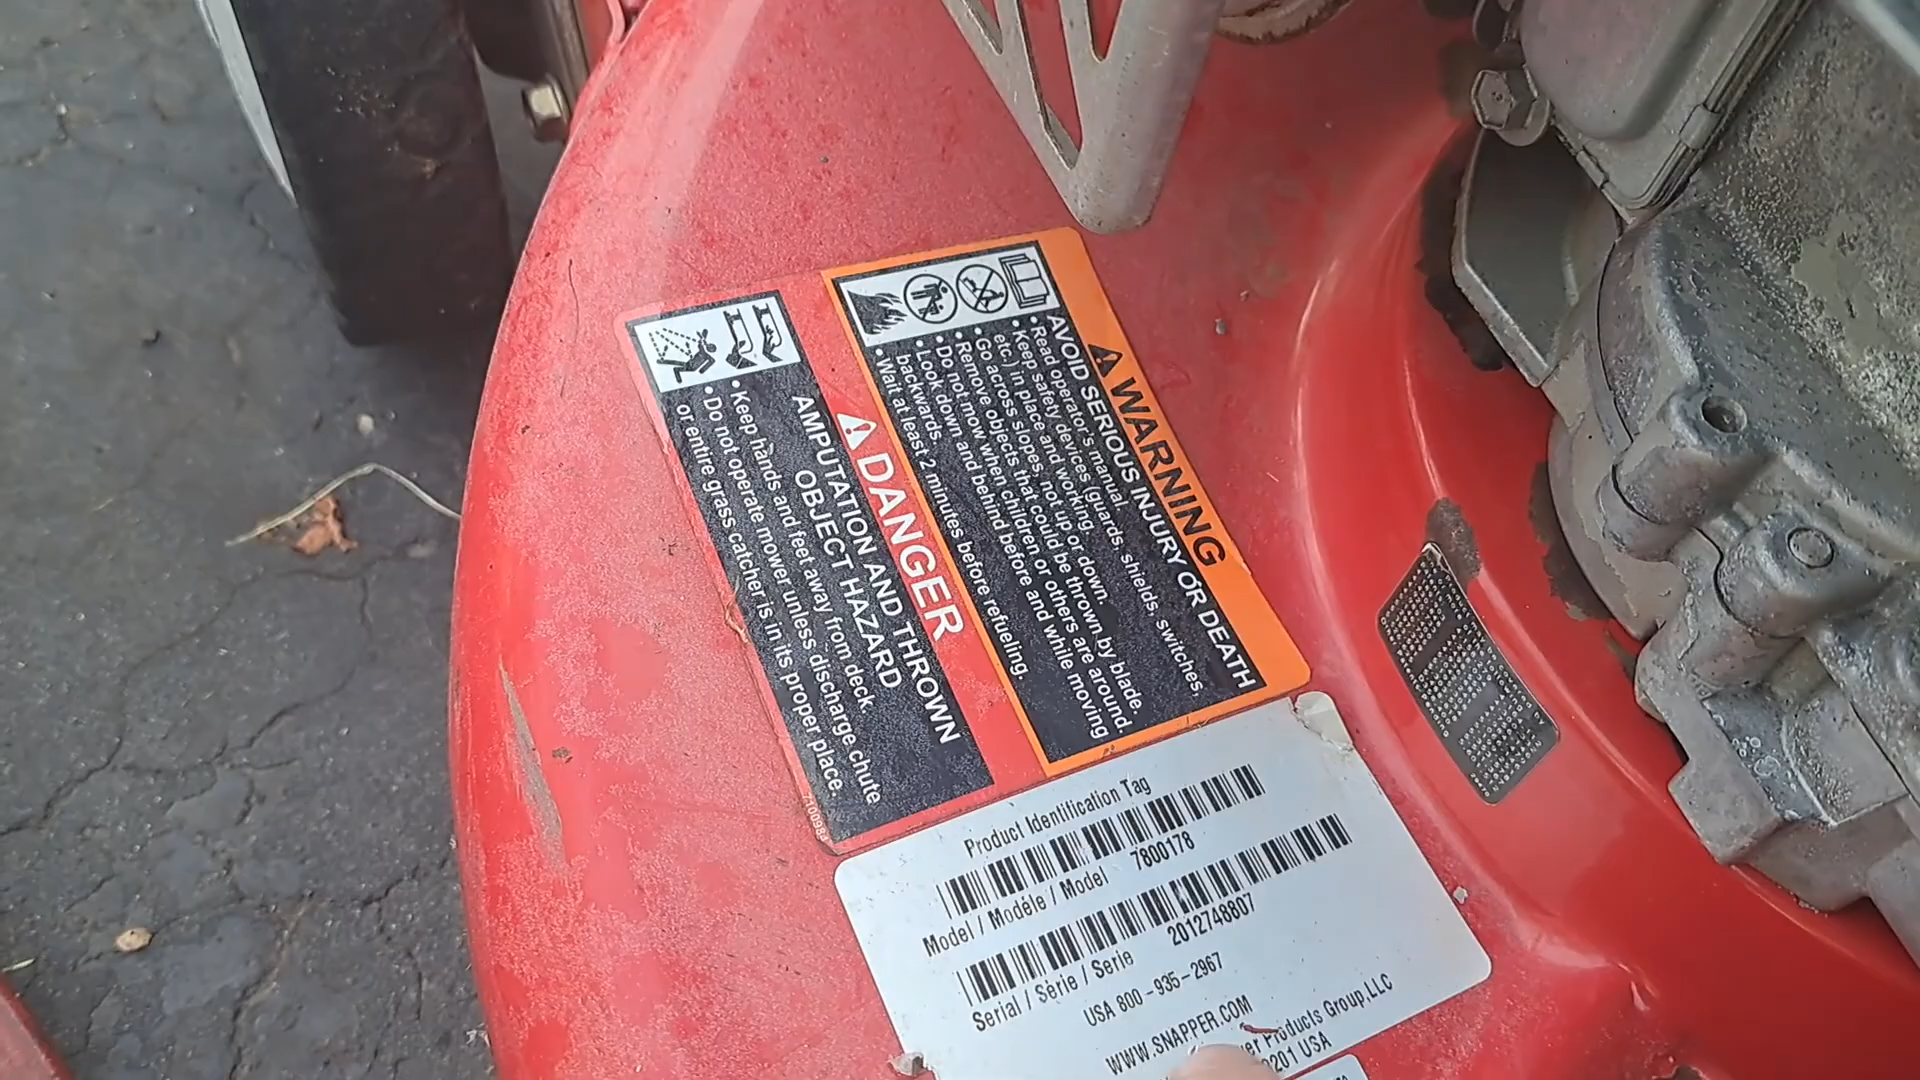 WARNING
AVOID SERIOUS INJURY OR DEATH
• Read operator's manual.
• Keep safety devices (guards, shields, switches,
etc.) in place and working.
• Go across slopes, not up or down.
• Remove objects that could be thrown by blade.
• Do not mow when children or others are around.
• Look down and behind before and while moving
backwards.
• Wait at least 2 minutes before refueling.
DANGER
AMPUTATION AND THROWN
OBJECT HAZARD
• Keep hands and feet away from deck.
• Do not operate mower unless discharge chute
or entire grass catcher is in its proper place.
Product Identification Tag
Model / Modéle / Model 7800178
Serial / Série / Serie 2012748807
USA 800-935-2967
WWW.SNAPPER.COM
Products Group,LLC
USA